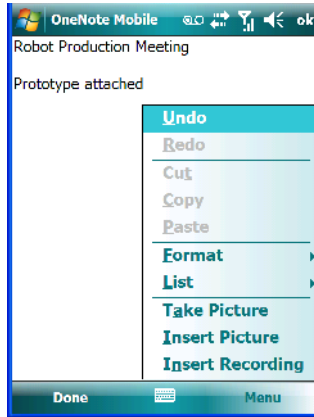 OneNote Mobile ok
Robot Production Meeting
Prototype attached
Undo
Redo
Cut
Copy
Paste
Format
List
Take Picture
Insert Picture
Insert Recording
Done Menu